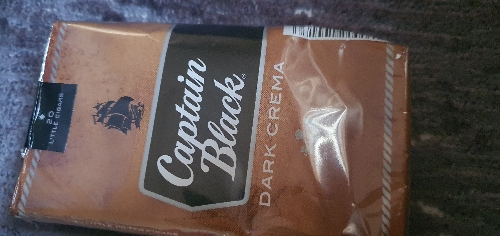 20
LITTLE CIGARS
Captain
Black
DARK CREMA